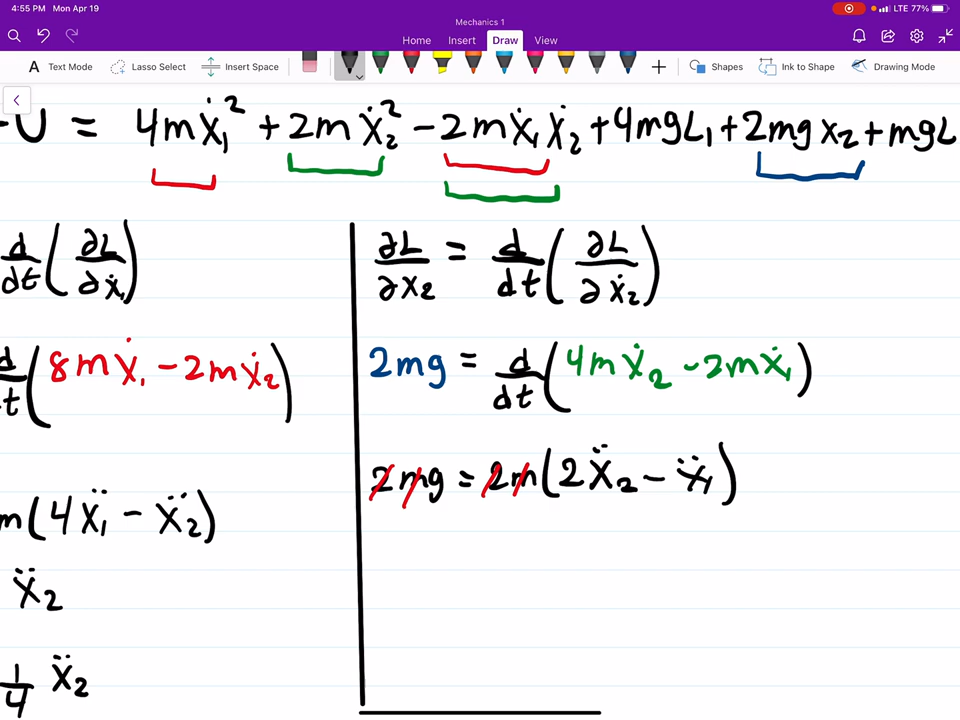 4:55 PM Mon Apr 19
LTE 77%
Mechanics 1
Home Insert Draw View
A Text Mode Lasso Select Insert Space + Shapes Ink to Shape Drawing Mode
-U = 4mẋ₁² + 2mẋ₂² - 2mẋ₁ẋ₂ + 4mgL₁ + 2mgx₂ + mgL
d/dt(∂L/∂ẋ₁)
d/dt(8mẋ₁ - 2mẋ₂)
m(4ẍ₁ - ẍ₂)
ẍ₂
1/4 ẍ₂
∂L/∂x₂ = d/dt(∂L/∂ẋ₂)
2mg = d/dt(4mẋ₂ - 2mẋ₁)
2mg = 2m(2ẍ₂ - ẍ₁)